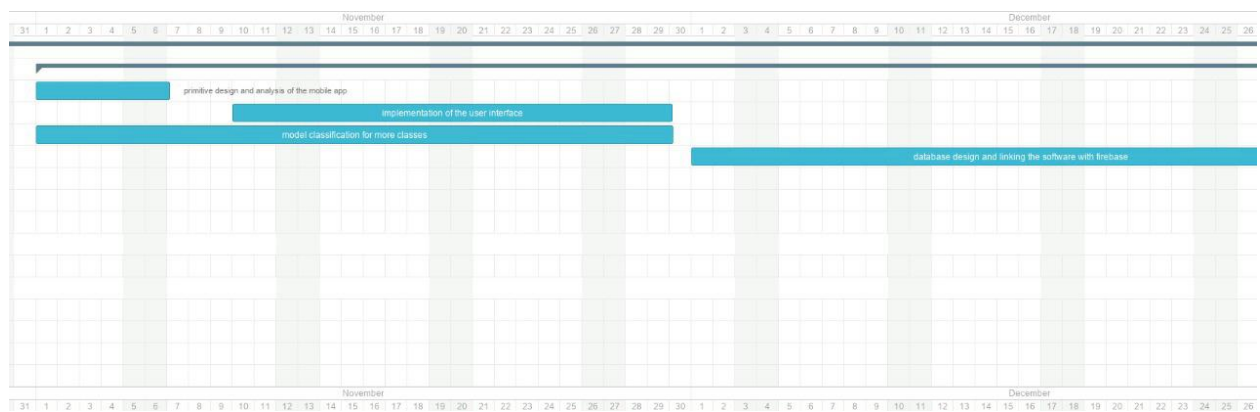 November December
31 1 2 3 4 5 6 7 8 9 10 11 12 13 14 15 16 17 18 19 20 21 22 23 24 25 26 27 28 29 30 1 2 3 4 5 6 7 8 9 10 11 12 13 14 15 16 17 18 19 20 21 22 23 24 25 26
primitive design and analysis of the mobile app
implementation of the user interface
model classification for more classes
database design and linking the software with firebase
November December
31 1 2 3 4 5 6 7 8 9 10 11 12 13 14 15 16 17 18 19 20 21 22 23 24 25 26 27 28 29 30 1 2 3 4 5 6 7 8 9 10 11 12 13 14 15 16 17 18 19 20 21 22 23 24 25 26